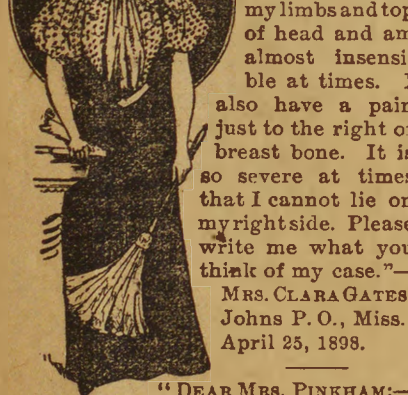 my limbs and top
of head and am
almost insensi-
ble at times. I
also have a pain
just to the right of
breast bone. It is
so severe at times
that I cannot lie on
my right side. Please
write me what you
think of my case."—
MRS. CLARA GATES
Johns P. O., Miss.
April 25, 1898.
"DEAR MRS. PINKHAM:—